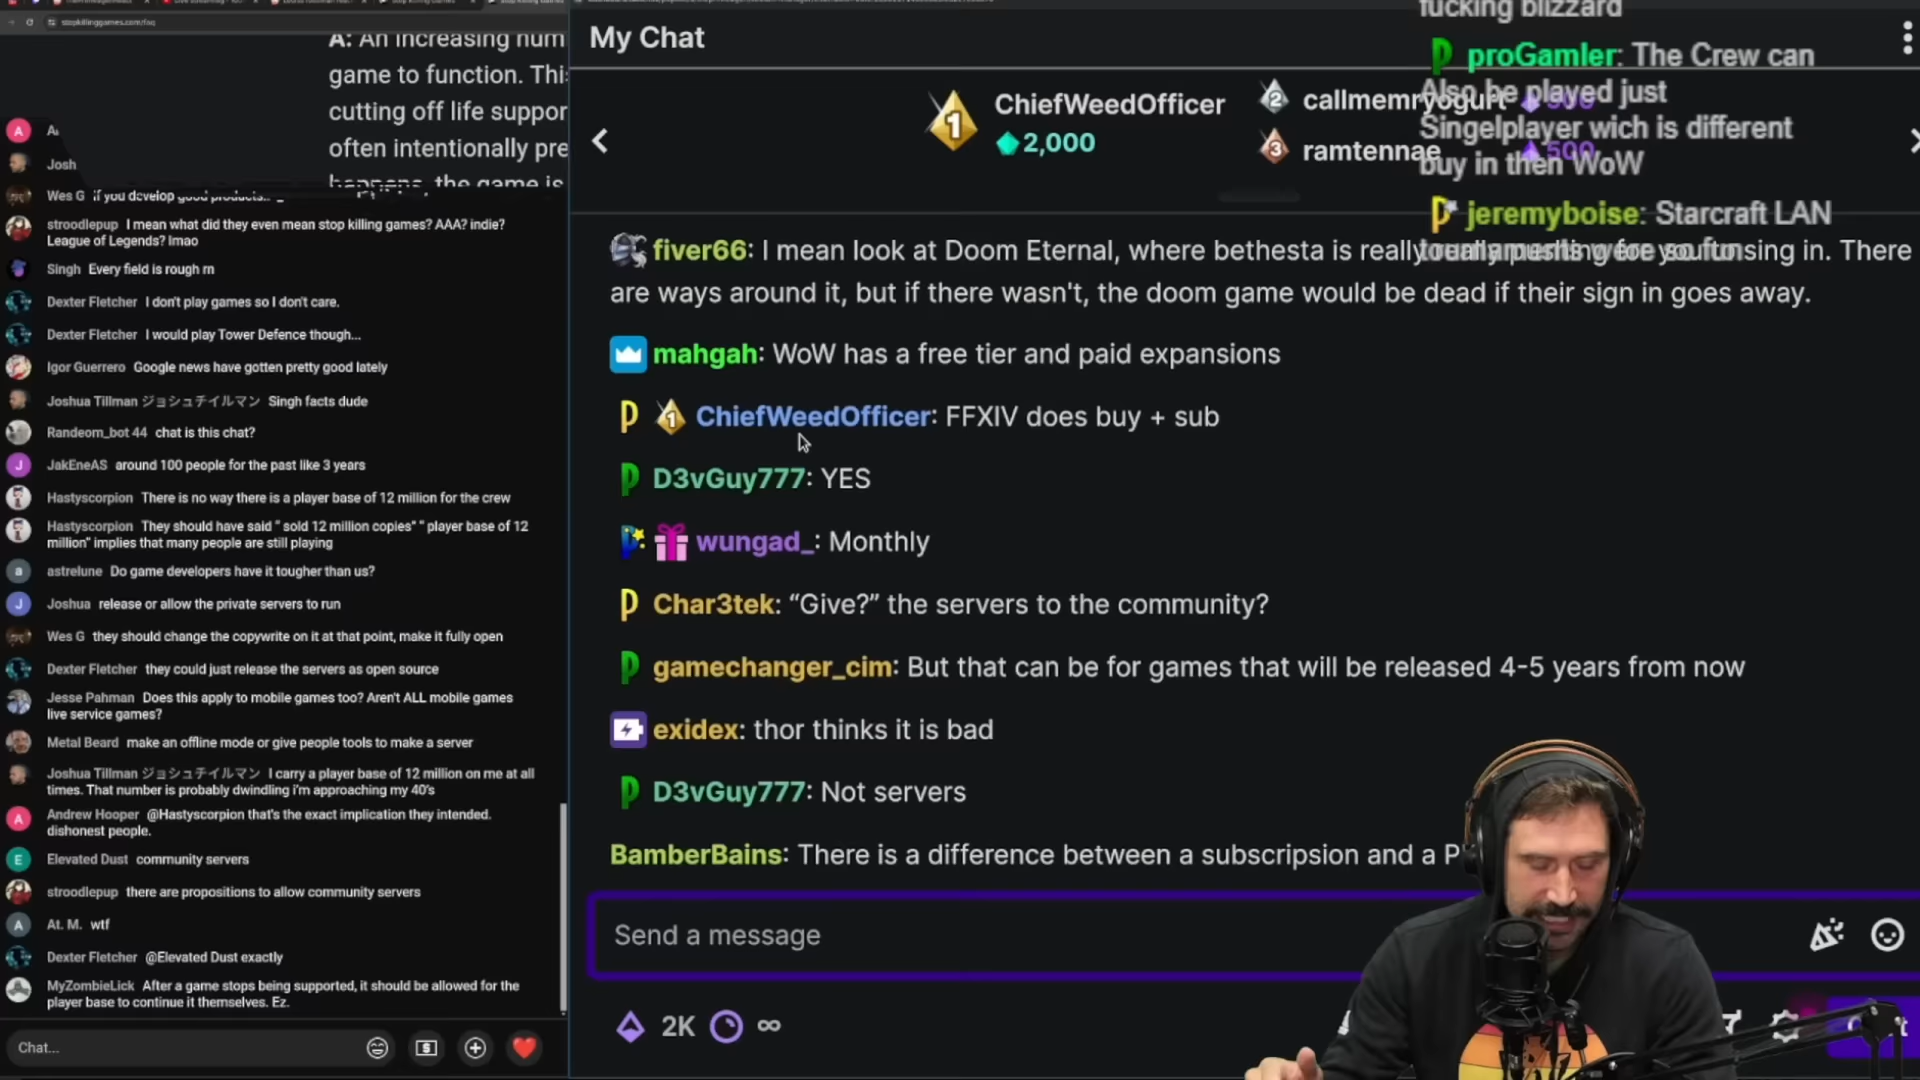 stopkillinggames.com/faq
A: An increasing num
game to function. This
cutting off life suppor
often intentionally pre
happens, the game is
Josh
Wes G if you develop good products..
stroodlepup I mean what did they even mean stop killing games? AAA? indie?
League of Legends? lmao
Singh Every field is rough rn
Dexter Fletcher I don't play games so I don't care.
Dexter Fletcher I would play Tower Defence though...
Igor Guerrero Google news have gotten pretty good lately
Joshua Tillman ジョシュチイルマン Singh facts dude
Randeom_bot 44 chat is this chat?
JakEneAS around 100 people for the past like 3 years
Hastyscorpion There is no way there is a player base of 12 million for the crew
Hastyscorpion They should have said " sold 12 million copies" " player base of 12
million" implies that many people are still playing
astrelune Do game developers have it tougher than us?
Joshua release or allow the private servers to run
Wes G they should change the copywrite on it at that point, make it fully open
Dexter Fletcher they could just release the servers as open source
Jesse Pahman Does this apply to mobile games too? Aren't ALL mobile games
live service games?
Metal Beard make an offline mode or give people tools to make a server
Joshua Tillman ジョシュチイルマン I carry a player base of 12 million on me at all
times. That number is probably dwindling i'm approaching my 40's
Andrew Hooper @Hastyscorpion that's the exact implication they intended.
dishonest people.
Elevated Dust community servers
stroodlepup there are propositions to allow community servers
At. M. wtf
Dexter Fletcher @Elevated Dust exactly
MyZombieLick After a game stops being supported, it should be allowed for the
player base to continue it themselves. Ez.
Chat...
My Chat
1 ChiefWeedOfficer
2,000
2 callmemryogurt
3 ramtennae 500
fiver66: I mean look at Doom Eternal, where bethesta is really pushing for you sing in. There
are ways around it, but if there wasn't, the doom game would be dead if their sign in goes away.
mahgah: WoW has a free tier and paid expansions
ChiefWeedOfficer: FFXIV does buy + sub
D3vGuy777: YES
wungad_: Monthly
Char3tek: “Give?” the servers to the community?
gamechanger_cim: But that can be for games that will be released 4-5 years from now
exidex: thor thinks it is bad
D3vGuy777: Not servers
BamberBains: There is a difference between a subscripsion and a P
Send a message
2K ∞
fucking blizzard
proGamler: The Crew can
Also be played just
Singelplayer wich is different
buy in then WoW
jeremyboise: Starcraft LAN
tournaments were so fun